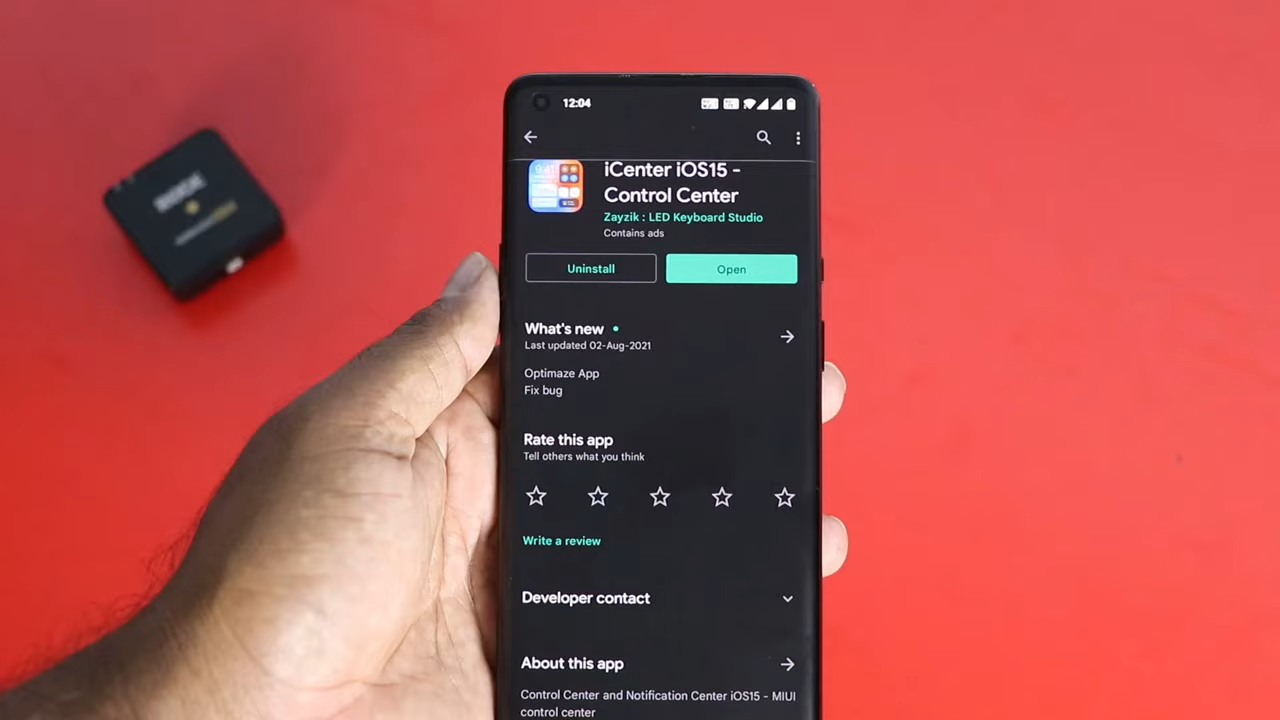 12:04
iCenter iOS15 -
Control Center
Zayzik : LED Keyboard Studio
Contains ads
Uninstall
Open
What's new
Last updated 02-Aug-2021
Optimaze App
Fix bug
Rate this app
Tell others what you think
Write a review
Developer contact
About this app
Control Center and Notification Center iOS15 - MIUI
control center